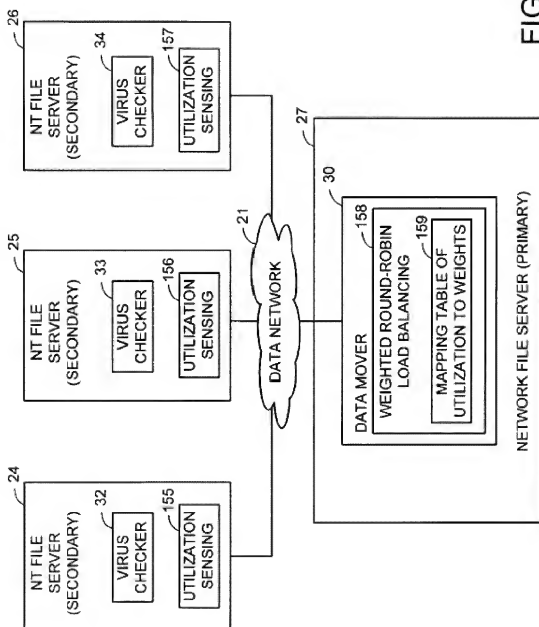 24
NT FILE
SERVER
(SECONDARY)
32
VIRUS
CHECKER
155
UTILIZATION
SENSING
25
NT FILE
SERVER
(SECONDARY)
33
VIRUS
CHECKER
156
UTILIZATION
SENSING
26
NT FILE
SERVER
(SECONDARY)
34
VIRUS
CHECKER
157
UTILIZATION
SENSING
21
DATA NETWORK
27
30
DATA MOVER
158
WEIGHTED ROUND-ROBIN
LOAD BALANCING
159
MAPPING TABLE OF
UTILIZATION TO WEIGHTS
NETWORK FILE SERVER (PRIMARY)
FIG